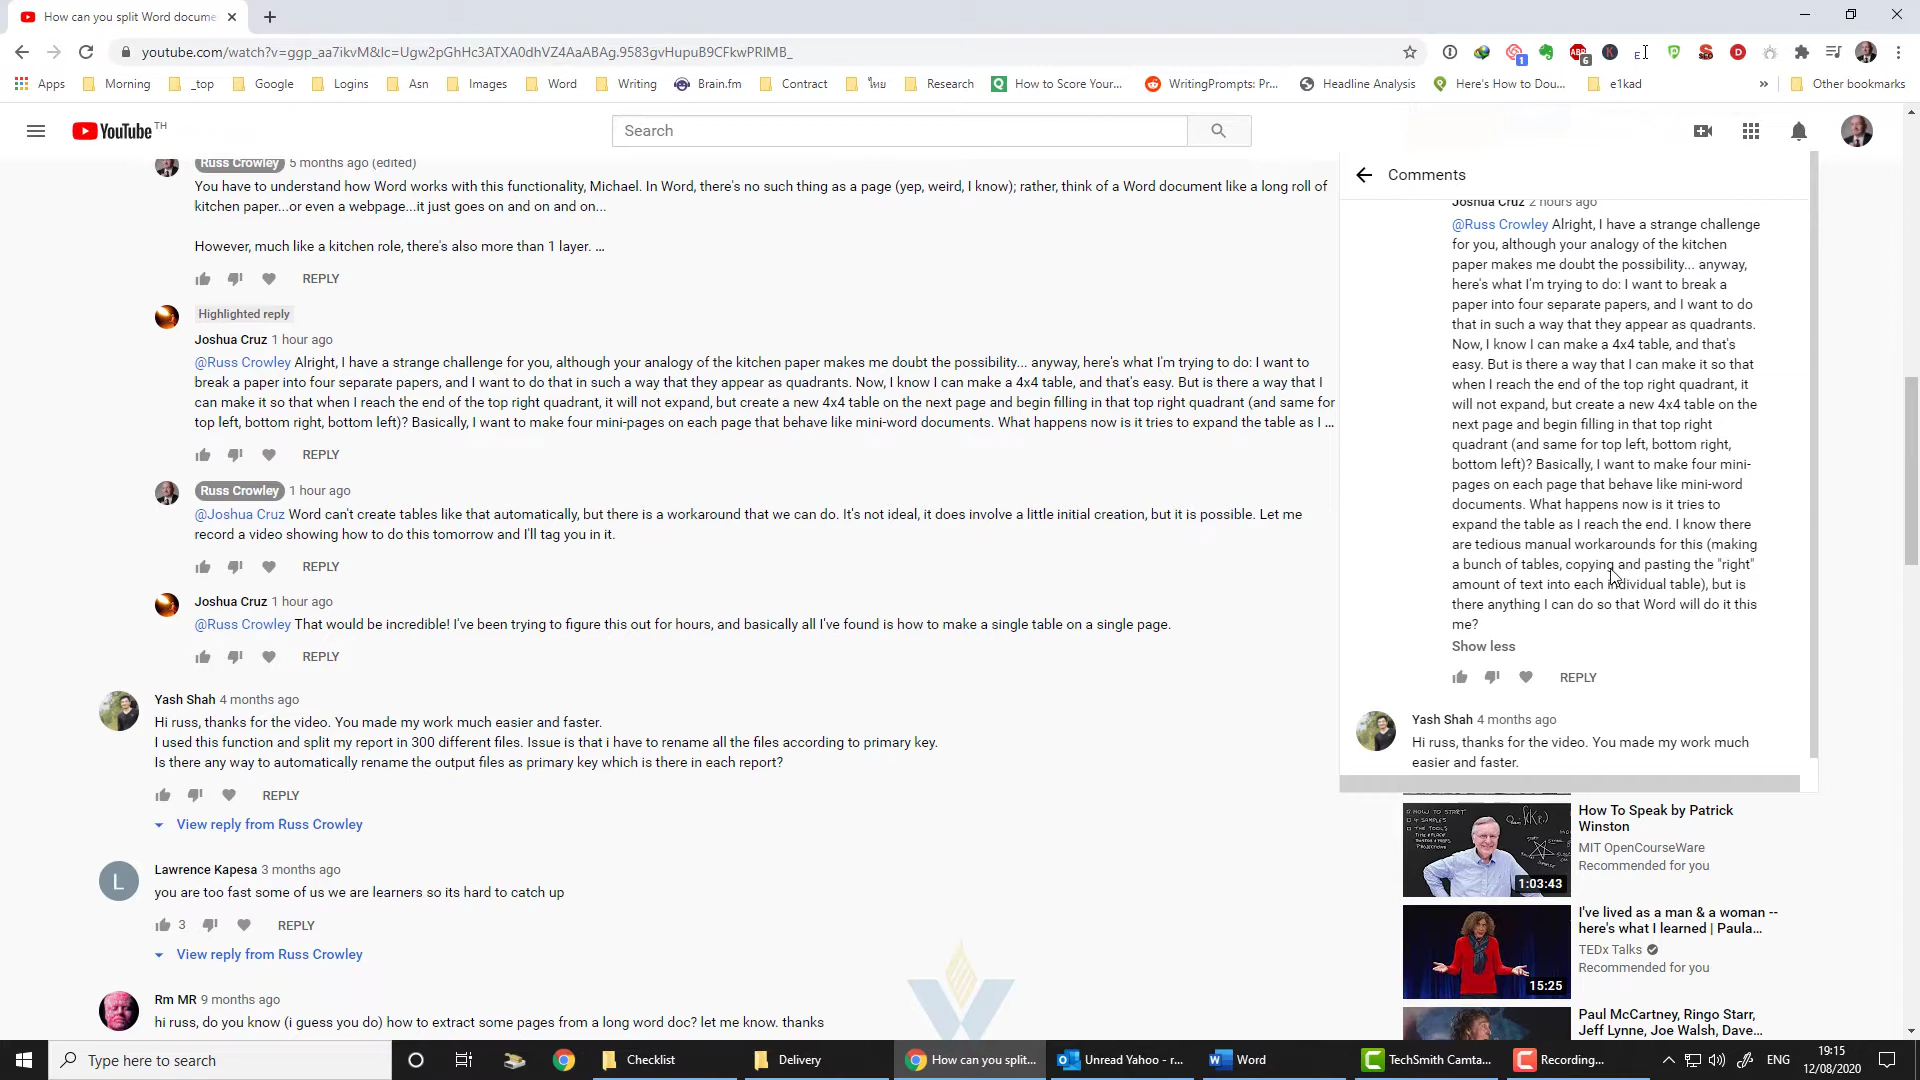 How can you split Word docume
youtube.com/watch?v=ggp_aa7ikvM&lc=Ugw2pGhHc3ATXA0dhVZ4AaABAg.9583gvHupuB9CFkwPRlMB_
Apps
Morning
_top
Google
Logins
Asn
Images
Word
Writing
Brain.fm
Contract
ไทย
Research
How to Score Your...
WritingPrompts: Pr...
Headline Analysis
Here's How to Dou...
e1kad
»
Other bookmarks
YouTube TH
Search
Russ Crowley 5 months ago (edited)
You have to understand how Word works with this functionality, Michael. In Word, there's no such thing as a page (yep, weird, I know); rather, think of a Word document like a long roll of
kitchen paper...or even a webpage...it just goes on and on and on...
However, much like a kitchen role, there's also more than 1 layer. ...
REPLY
Highlighted reply
Joshua Cruz 1 hour ago
@Russ Crowley Alright, I have a strange challenge for you, although your analogy of the kitchen paper makes me doubt the possibility... anyway, here's what I'm trying to do: I want to
break a paper into four separate papers, and I want to do that in such a way that they appear as quadrants. Now, I know I can make a 4x4 table, and that's easy. But is there a way that I
can make it so that when I reach the end of the top right quadrant, it will not expand, but create a new 4x4 table on the next page and begin filling in that top right quadrant (and same for
top left, bottom right, bottom left)? Basically, I want to make four mini-pages on each page that behave like mini-word documents. What happens now is it tries to expand the table as I ...
REPLY
Russ Crowley 1 hour ago
@Joshua Cruz Word can't create tables like that automatically, but there is a workaround that we can do. It's not ideal, it does involve a little initial creation, but it is possible. Let me
record a video showing how to do this tomorrow and I'll tag you in it.
REPLY
Joshua Cruz 1 hour ago
@Russ Crowley That would be incredible! I've been trying to figure this out for hours, and basically all I've found is how to make a single table on a single page.
REPLY
Yash Shah 4 months ago
Hi russ, thanks for the video. You made my work much easier and faster.
I used this function and split my report in 300 different files. Issue is that i have to rename all the files according to primary key.
Is there any way to automatically rename the output files as primary key which is there in each report?
REPLY
View reply from Russ Crowley
L
Lawrence Kapesa 3 months ago
you are too fast some of us we are learners so its hard to catch up
3
REPLY
View reply from Russ Crowley
Rm MR 9 months ago
hi russ, do you know (i guess you do) how to extract some pages from a long word doc? let me know. thanks
Comments
Joshua Cruz 2 hours ago
@Russ Crowley Alright, I have a strange challenge
for you, although your analogy of the kitchen
paper makes me doubt the possibility... anyway,
here's what I'm trying to do: I want to break a
paper into four separate papers, and I want to do
that in such a way that they appear as quadrants.
Now, I know I can make a 4x4 table, and that's
easy. But is there a way that I can make it so that
when I reach the end of the top right quadrant, it
will not expand, but create a new 4x4 table on the
next page and begin filling in that top right
quadrant (and same for top left, bottom right,
bottom left)? Basically, I want to make four mini-
pages on each page that behave like mini-word
documents. What happens now is it tries to
expand the table as I reach the end. I know there
are tedious manual workarounds for this (making
a bunch of tables, copying and pasting the "right"
amount of text into each individual table), but is
there anything I can do so that Word will do it this
me?
Show less
REPLY
Yash Shah 4 months ago
Hi russ, thanks for the video. You made my work much
easier and faster.
1:03:43
How To Speak by Patrick
Winston
MIT OpenCourseWare
Recommended for you
15:25
I've lived as a man & a woman --
here's what I learned | Paula...
TEDx Talks
Recommended for you
Paul McCartney, Ringo Starr,
Jeff Lynne, Joe Walsh, Dave...
Type here to search
Checklist
Delivery
How can you split...
Unread Yahoo - r...
Word
TechSmith Camta...
Recording...
ENG
19:15
12/08/2020